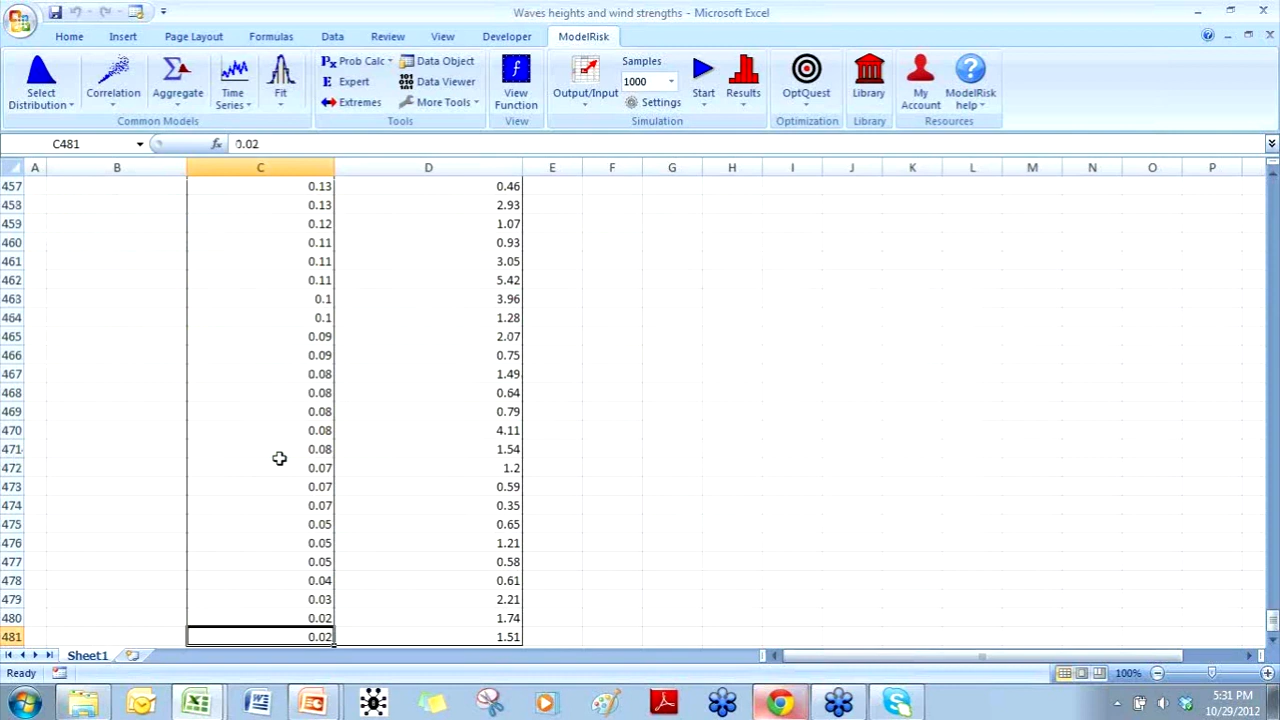 Waves heights and wind strengths - Microsoft Excel
Home Insert Page Layout Formulas Data Review View Developer ModelRisk
Select Distribution Correlation Aggregate Time Series Fit
Common Models
Prob Calc Data Object
Expert Data Viewer
Extremes More Tools
Tools
View Function
View
Output/Input Samples 1000 Settings Start Results
Simulation
OptQuest
Optimization
Library
Library
My Account ModelRisk help
Resources
C481 fx 0.02
A B C D E F G H I J K L M N O P
457 0.13 0.46
458 0.13 2.93
459 0.12 1.07
460 0.11 0.93
461 0.11 3.05
462 0.11 5.42
463 0.1 3.96
464 0.1 1.28
465 0.09 2.07
466 0.09 0.75
467 0.08 1.49
468 0.08 0.64
469 0.08 0.79
470 0.08 4.11
471 0.08 1.54
472 0.07 1.2
473 0.07 0.59
474 0.07 0.35
475 0.05 0.65
476 0.05 1.21
477 0.05 0.58
478 0.04 0.61
479 0.03 2.21
480 0.02 1.74
481 0.02 1.51
Sheet1
Ready 100%
5:31 PM
10/29/2012